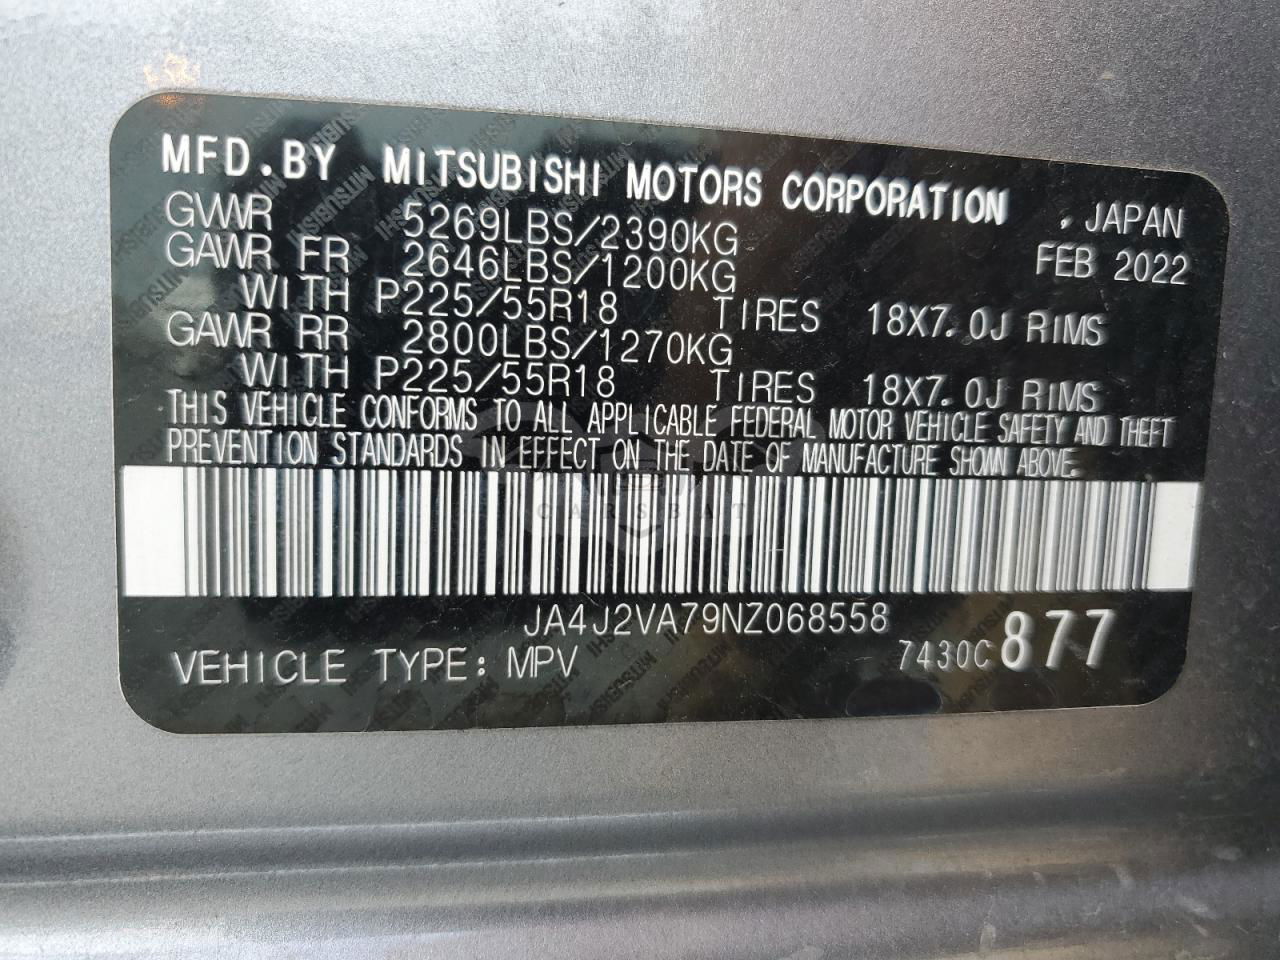 MFD.BY MITSUBISHI MOTORS CORPORATION , JAPAN
GVWR 5269LBS/2390KG FEB 2022
GAWR FR 2646LBS/1200KG
WITH P225/55R18 TIRES 18X7.0J RIMS
GAWR RR 2800LBS/1270KG
WITH P225/55R18 TIRES 18X7.0J RIMS
THIS VEHICLE CONFORMS TO ALL APPLICABLE FEDERAL MOTOR VEHICLE SAFETY AND THEFT
PREVENTION STANDARDS IN EFFECT ON THE DATE OF MANUFACTURE SHOWN ABOVE.
CARSBAT
JA4J2VA79NZ068558
VEHICLE TYPE: MPV 7430C 877